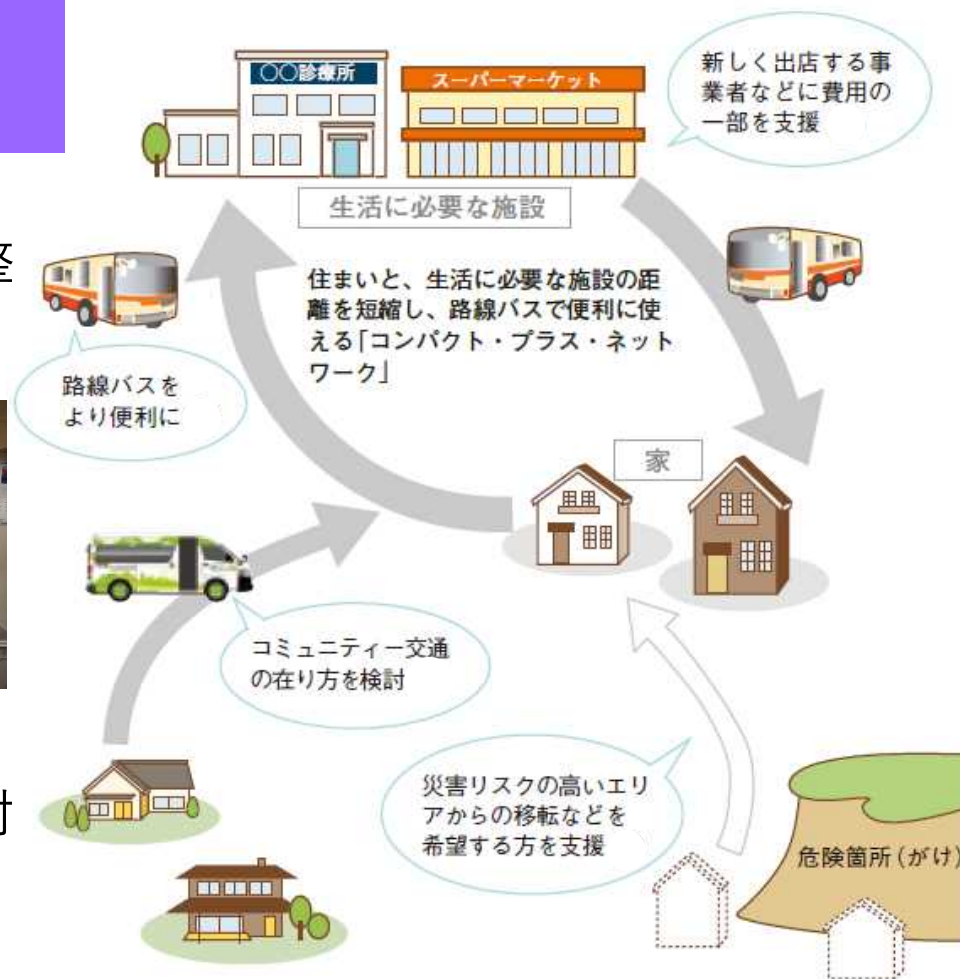 ○○診療所
スーパーマーケット
新しく出店する事
業者などに費用の
一部を支援
生活に必要な施設
整
住まいと、生活に必要な施設の距
離を短縮し、路線バスで便利に使
える「コンパクト・プラス・ネット
ワーク」
路線バスを
より便利に
家
コミュニティー交通
の在り方を検討
討
災害リスクの高いエリ
アからの移転などを
希望する方を支援
危険箇所(がけ)